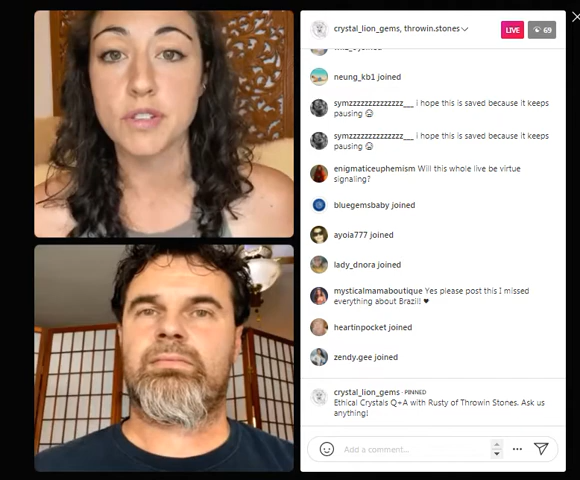 crystal_lion_gems, throwin.stones
LIVE
69
joined
neung_kb1 joined
symzzzzzzzzzzzzzz___ i hope this is saved because it keeps
pausing
symzzzzzzzzzzzzzz___ i hope this is saved because it keeps
pausing
enigmaticeuphemism Will this whole live be virtue
signaling?
bluegemsbaby joined
ayoia777 joined
lady_dnora joined
mysticalmamaboutique Yes please post this I missed
everything about Brazil! ♥
heartinpocket joined
zendy.gee joined
crystal_lion_gems · PINNED
Ethical Crystals Q+A with Rusty of Throwin Stones. Ask us
anything!
Add a comment...